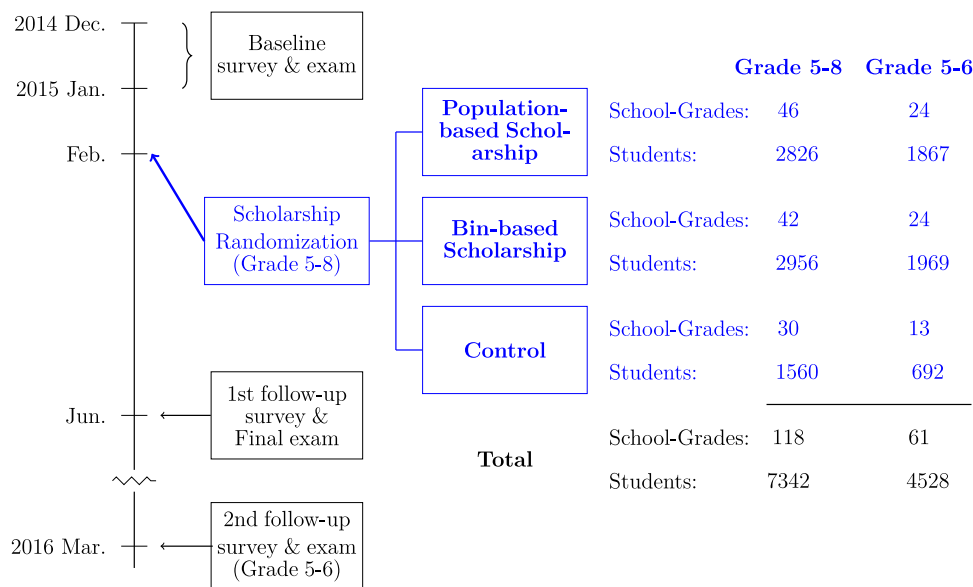 2014 Dec.
Baseline
survey & exam
2015 Jan.
Feb.
Scholarship
Randomization
(Grade 5-8)
Jun.
1st follow-up
survey &
Final exam
2016 Mar.
2nd follow-up
survey & exam
(Grade 5-6)
Grade 5-8 Grade 5-6
Population-
based Schol-
arship
School-Grades: 46 24
Students: 2826 1867
Bin-based
Scholarship
School-Grades: 42 24
Students: 2956 1969
Control
School-Grades: 30 13
Students: 1560 692
Total
School-Grades: 118 61
Students: 7342 4528